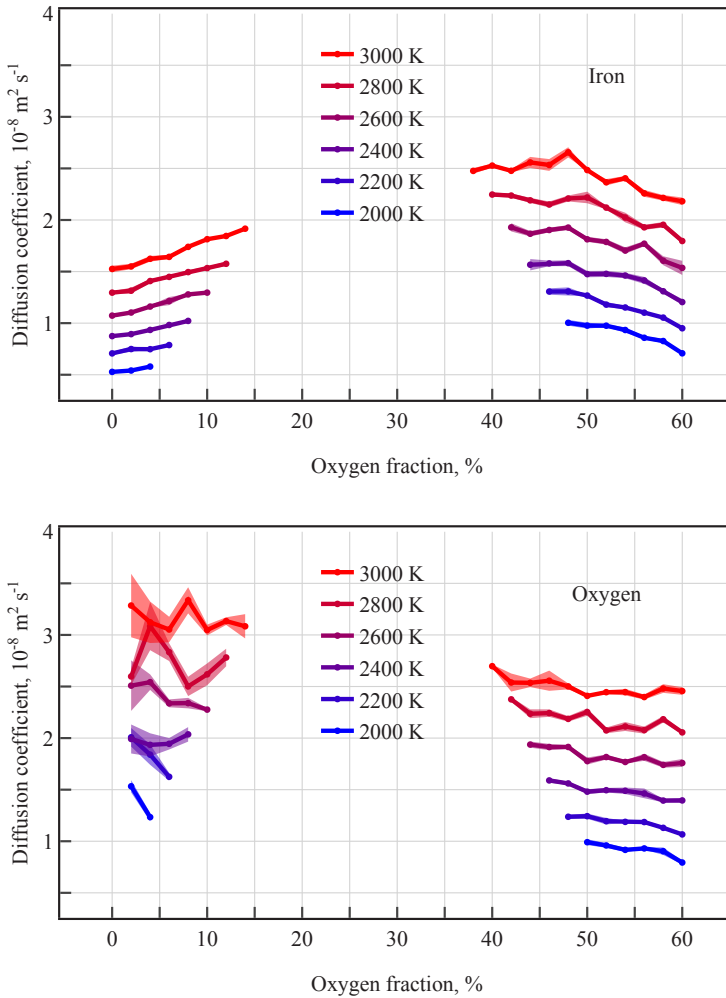 4
3
2
1
Diffusion coefficient, 10⁻⁸ m² s⁻¹
3000 K
2800 K
2600 K
2400 K
2200 K
2000 K
Iron
0 10 20 30 40 50 60
Oxygen fraction, %
4
3
2
1
Diffusion coefficient, 10⁻⁸ m² s⁻¹
3000 K
2800 K
2600 K
2400 K
2200 K
2000 K
Oxygen
0 10 20 30 40 50 60
Oxygen fraction, %